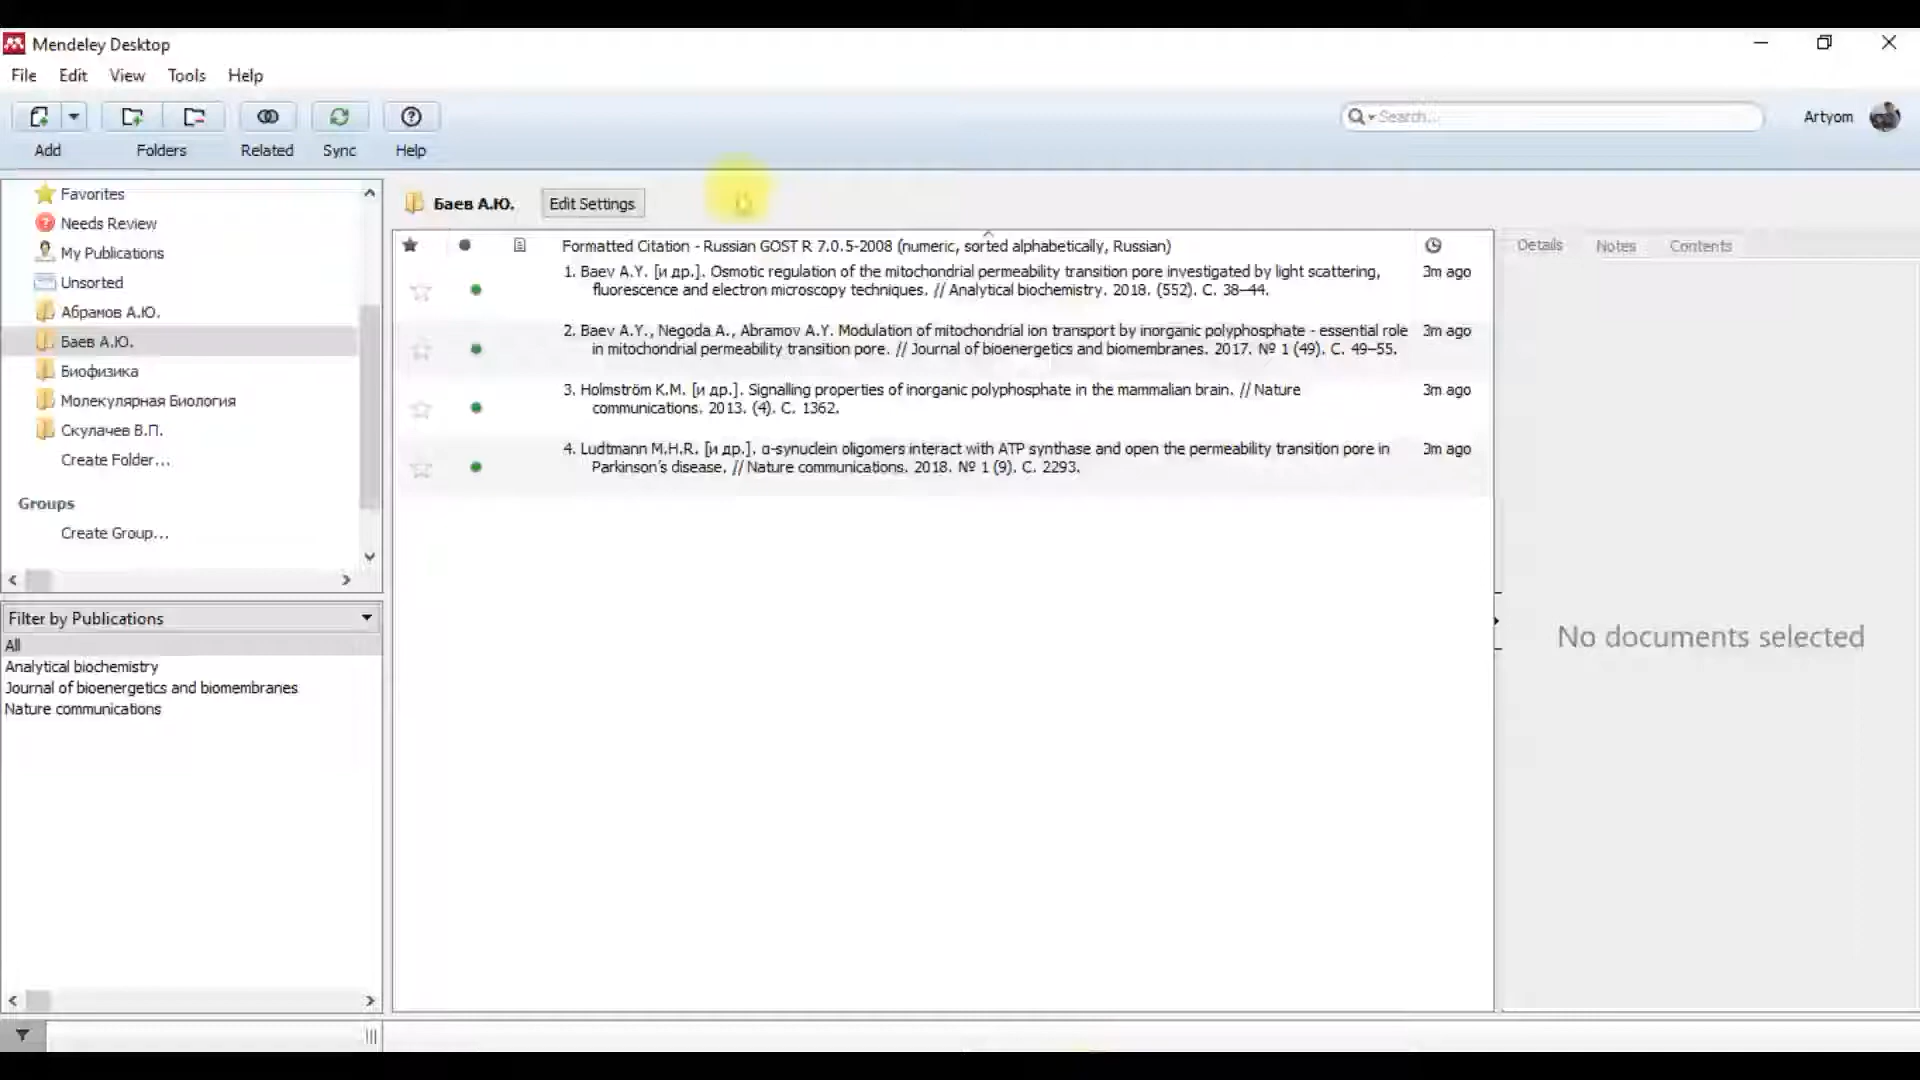 Mendeley Desktop
File Edit View Tools Help
Search...
Artyom
Add Folders Related Sync Help
Favorites
Needs Review
My Publications
Unsorted
Абрамов А.Ю.
Баев А.Ю.
Биофизика
Молекулярная Биология
Скулачев В.П.
Create Folder...
Groups
Create Group...
Filter by Publications
All
Analytical biochemistry
Journal of bioenergetics and biomembranes
Nature communications
Баев А.Ю. Edit Settings
Formatted Citation - Russian GOST R 7.0.5-2008 (numeric, sorted alphabetically, Russian)
1. Baev A.Y. [и др.]. Osmotic regulation of the mitochondrial permeability transition pore investigated by light scattering, 3m ago
fluorescence and electron microscopy techniques. // Analytical biochemistry. 2018. (552). C. 38–44.
2. Baev A.Y., Negoda A., Abramov A.Y. Modulation of mitochondrial ion transport by inorganic polyphosphate - essential role 3m ago
in mitochondrial permeability transition pore. // Journal of bioenergetics and biomembranes. 2017. № 1 (49). C. 49–55.
3. Holmström K.M. [и др.]. Signalling properties of inorganic polyphosphate in the mammalian brain. // Nature 3m ago
communications. 2013. (4). C. 1362.
4. Ludtmann M.H.R. [и др.]. α-synuclein oligomers interact with ATP synthase and open the permeability transition pore in 3m ago
Parkinson's disease. // Nature communications. 2018. № 1 (9). C. 2293.
Details Notes Contents
No documents selected